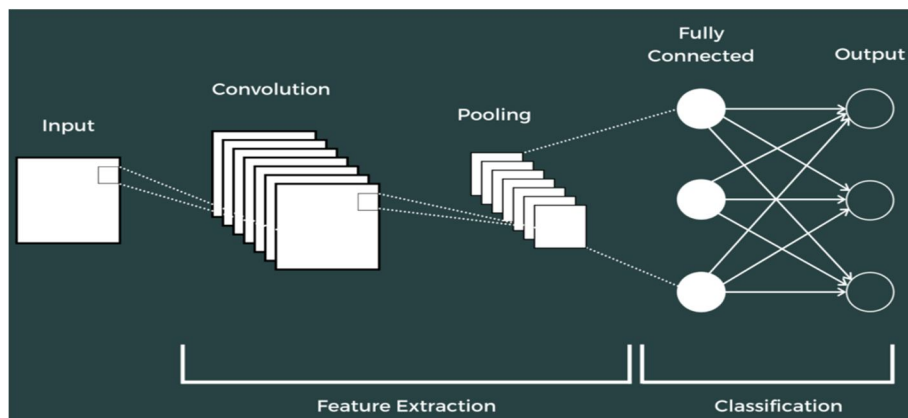 Input
Convolution
Pooling
Fully
Connected
Output
Feature Extraction
Classification